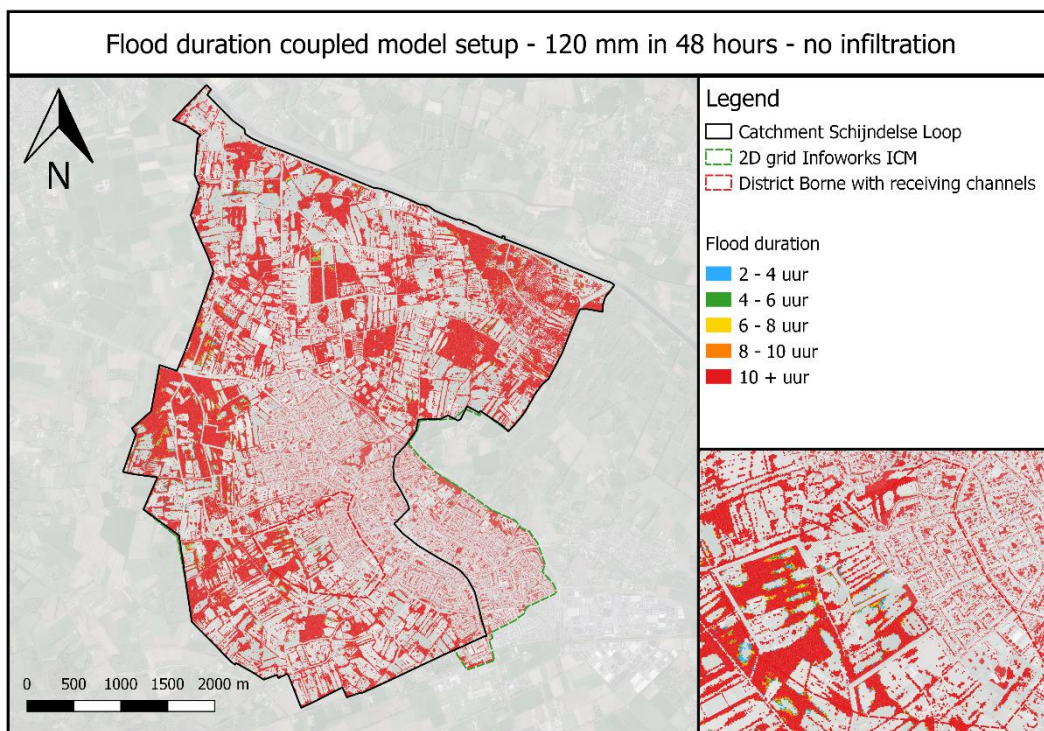 Flood duration coupled model setup - 120 mm in 48 hours - no infiltration
N
0 500 1000 1500 2000 m
Legend
Catchment Schijndelse Loop
2D grid Infoworks ICM
District Borne with receiving channels
Flood duration
2 - 4 uur
4 - 6 uur
6 - 8 uur
8 - 10 uur
10 + uur